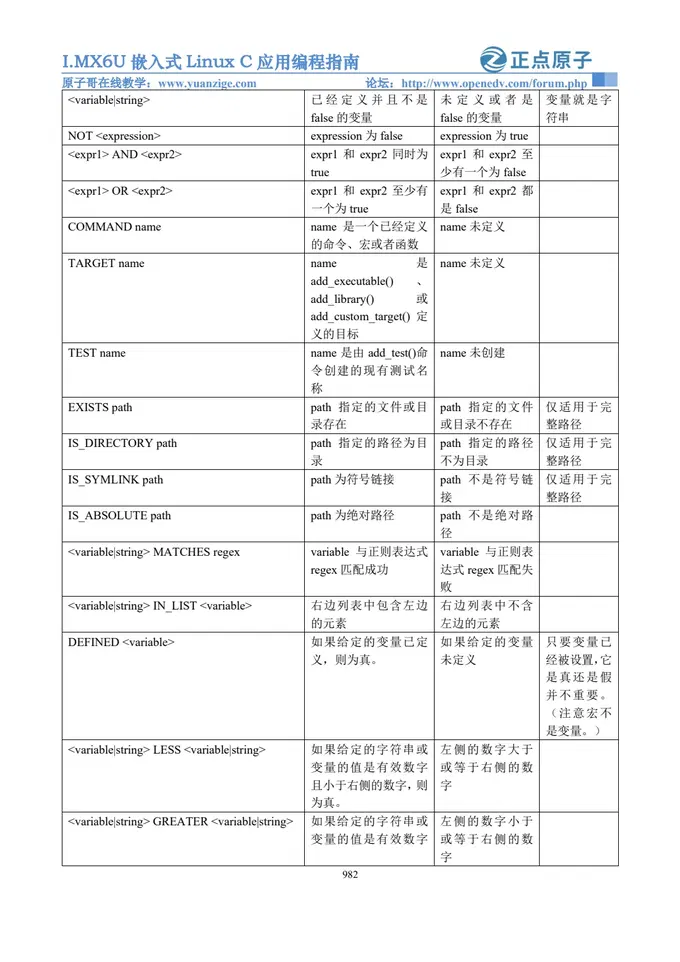 I.MX6U 嵌入式 Linux C 应用编程指南
正点原子
原子哥在线教学：www.yuanzige.com 论坛：http://www.openedv.com/forum.php
<variable|string>
已经定义并且不是
false 的变量
未定义或者是
false 的变量
变量就是字
符串
NOT <expression>
expression 为 false
expression 为 true
<expr1> AND <expr2>
expr1 和 expr2 同时为
true
expr1 和 expr2 至
少有一个为 false
<expr1> OR <expr2>
expr1 和 expr2 至少有
一个为 true
expr1 和 expr2 都
是 false
COMMAND name
name 是一个已经定义
的命令、宏或者函数
name 未定义
TARGET name
name 是
add_executable() 、
add_library() 或
add_custom_target() 定
义的目标
name 未定义
TEST name
name 是由 add_test()命
令创建的现有测试名
称
name 未创建
EXISTS path
path 指定的文件或目
录存在
path 指定的文件
或目录不存在
仅适用于完
整路径
IS_DIRECTORY path
path 指定的路径为目
录
path 指定的路径
不为目录
仅适用于完
整路径
IS_SYMLINK path
path 为符号链接
path 不是符号链
接
仅适用于完
整路径
IS_ABSOLUTE path
path 为绝对路径
path 不是绝对路
径
<variable|string> MATCHES regex
variable 与正则表达式
regex 匹配成功
variable 与正则表
达式 regex 匹配失
败
<variable|string> IN_LIST <variable>
右边列表中包含左边
的元素
右边列表中不含
左边的元素
DEFINED <variable>
如果给定的变量已定
义，则为真。
如果给定的变量
未定义
只要变量已
经被设置，它
是真还是假
并不重要。
（注意宏不
是变量。）
<variable|string> LESS <variable|string>
如果给定的字符串或
变量的值是有效数字
且小于右侧的数字，则
为真。
左侧的数字大于
或等于右侧的数
字
<variable|string> GREATER <variable|string>
如果给定的字符串或
变量的值是有效数字
左侧的数字小于
或等于右侧的数
字
982